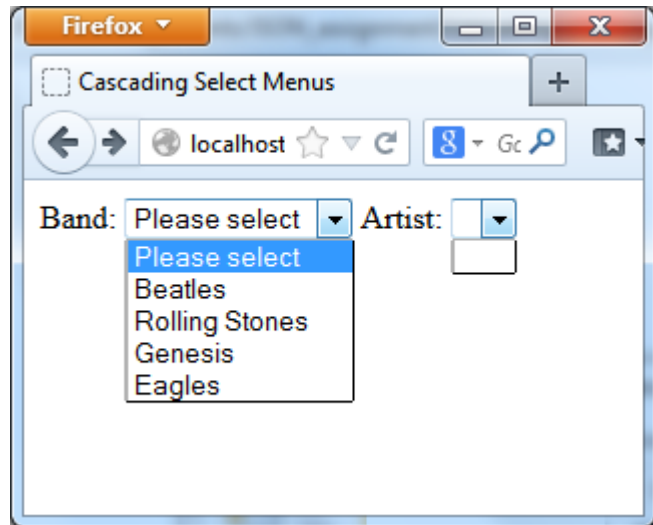 Firefox
Cascading Select Menus
localhost
Band: Please select Artist:
Please select
Beatles
Rolling Stones
Genesis
Eagles